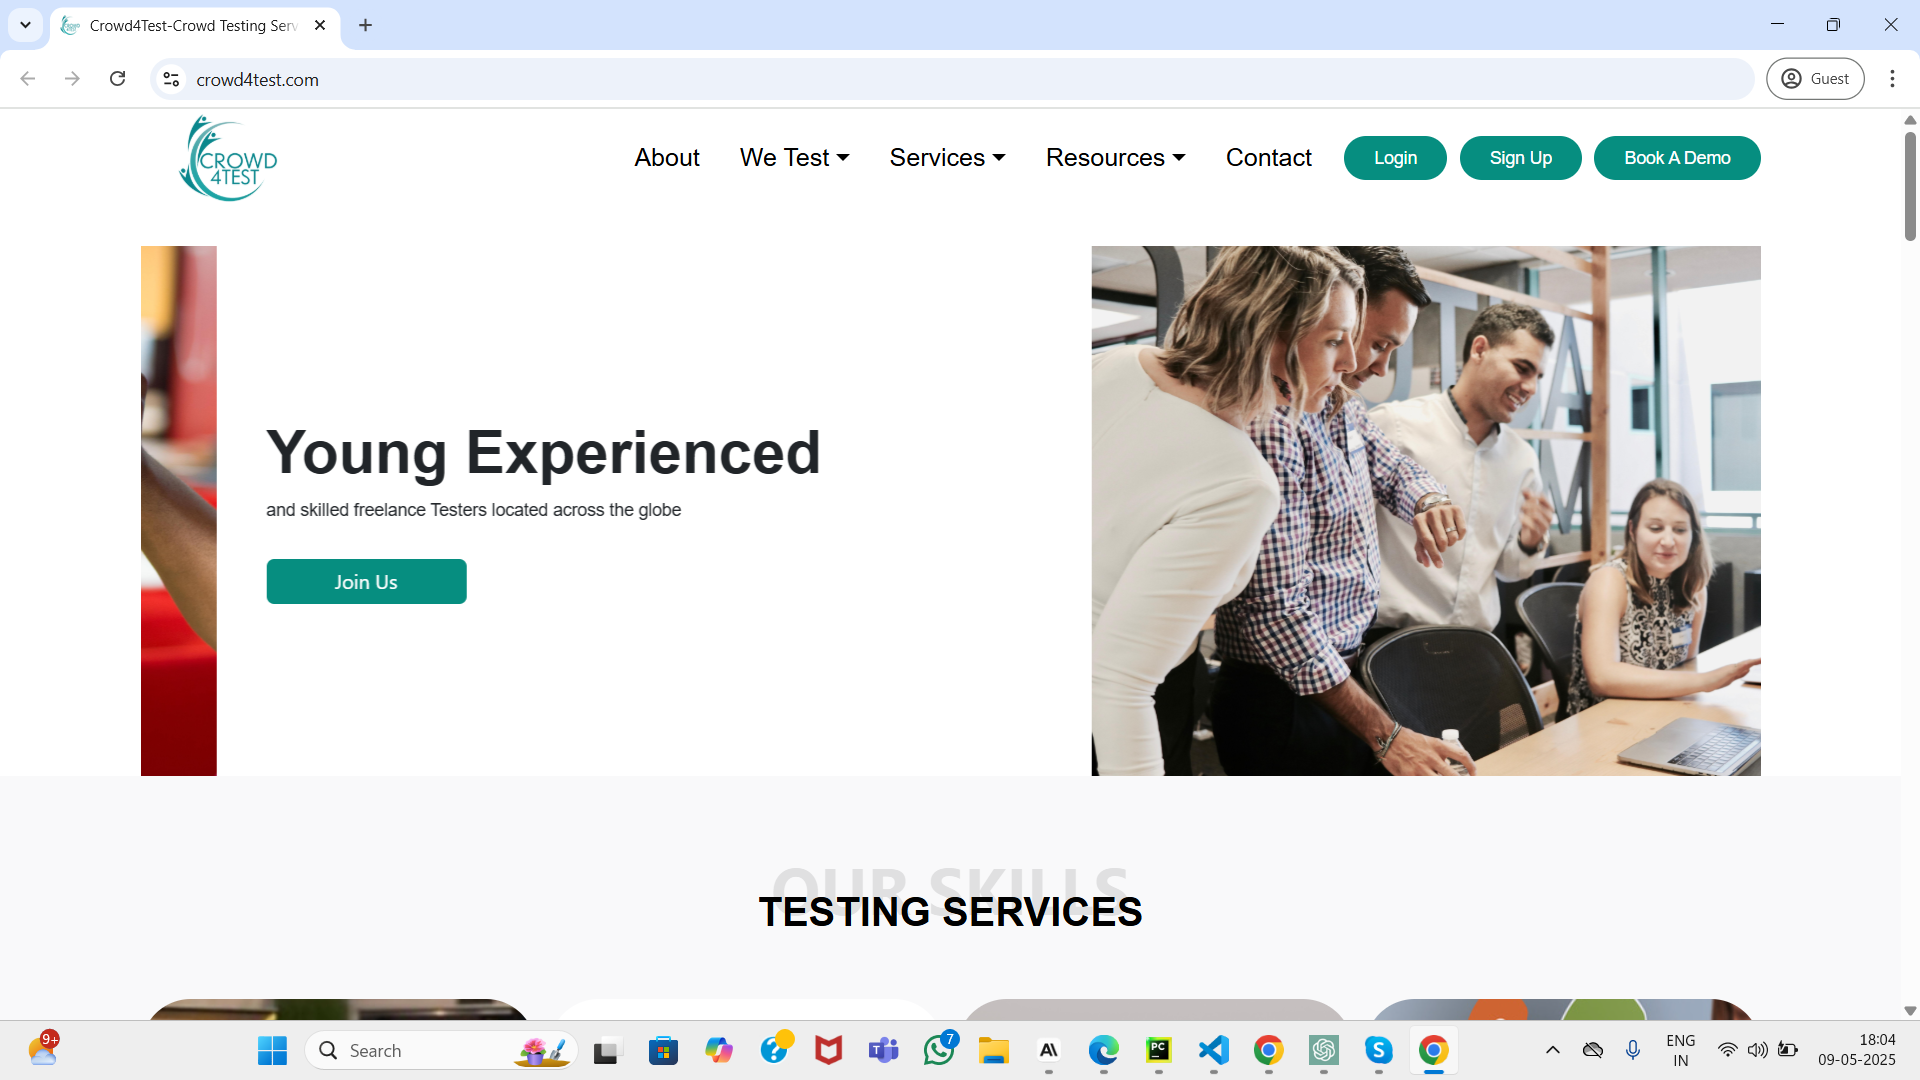 Crowd4Test-Crowd Testing Serv
crowd4test.com
Guest
CROWD
4TEST
About
We Test
Services
Resources
Contact
Login
Sign Up
Book A Demo
Young Experienced
and skilled freelance Testers located across the globe
Join Us
OUR SKILLS
TESTING SERVICES
9+
Search
7
PC
ENG
IN
18:04
09-05-2025